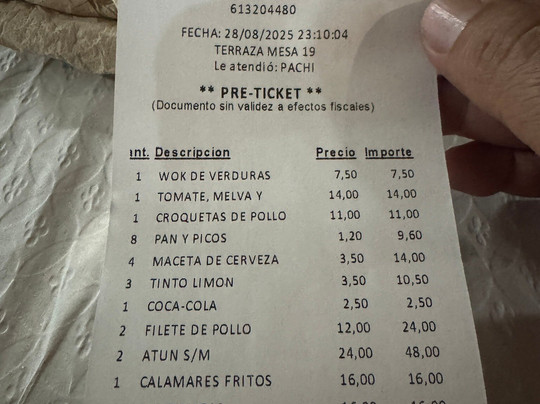 613204480
FECHA: 28/08/2025 23:10:04
TERRAZA MESA 19
Le atendió: PACHI
** PRE-TICKET **
(Documento sin validez a efectos fiscales)
ant. Descripcion Precio Importe
1 WOK DE VERDURAS 7,50 7,50
1 TOMATE, MELVA Y 14,00 14,00
1 CROQUETAS DE POLLO 11,00 11,00
8 PAN Y PICOS 1,20 9,60
4 MACETA DE CERVEZA 3,50 14,00
3 TINTO LIMON 3,50 10,50
1 COCA-COLA 2,50 2,50
2 FILETE DE POLLO 12,00 24,00
2 ATUN S/M 24,00 48,00
1 CALAMARES FRITOS 16,00 16,00